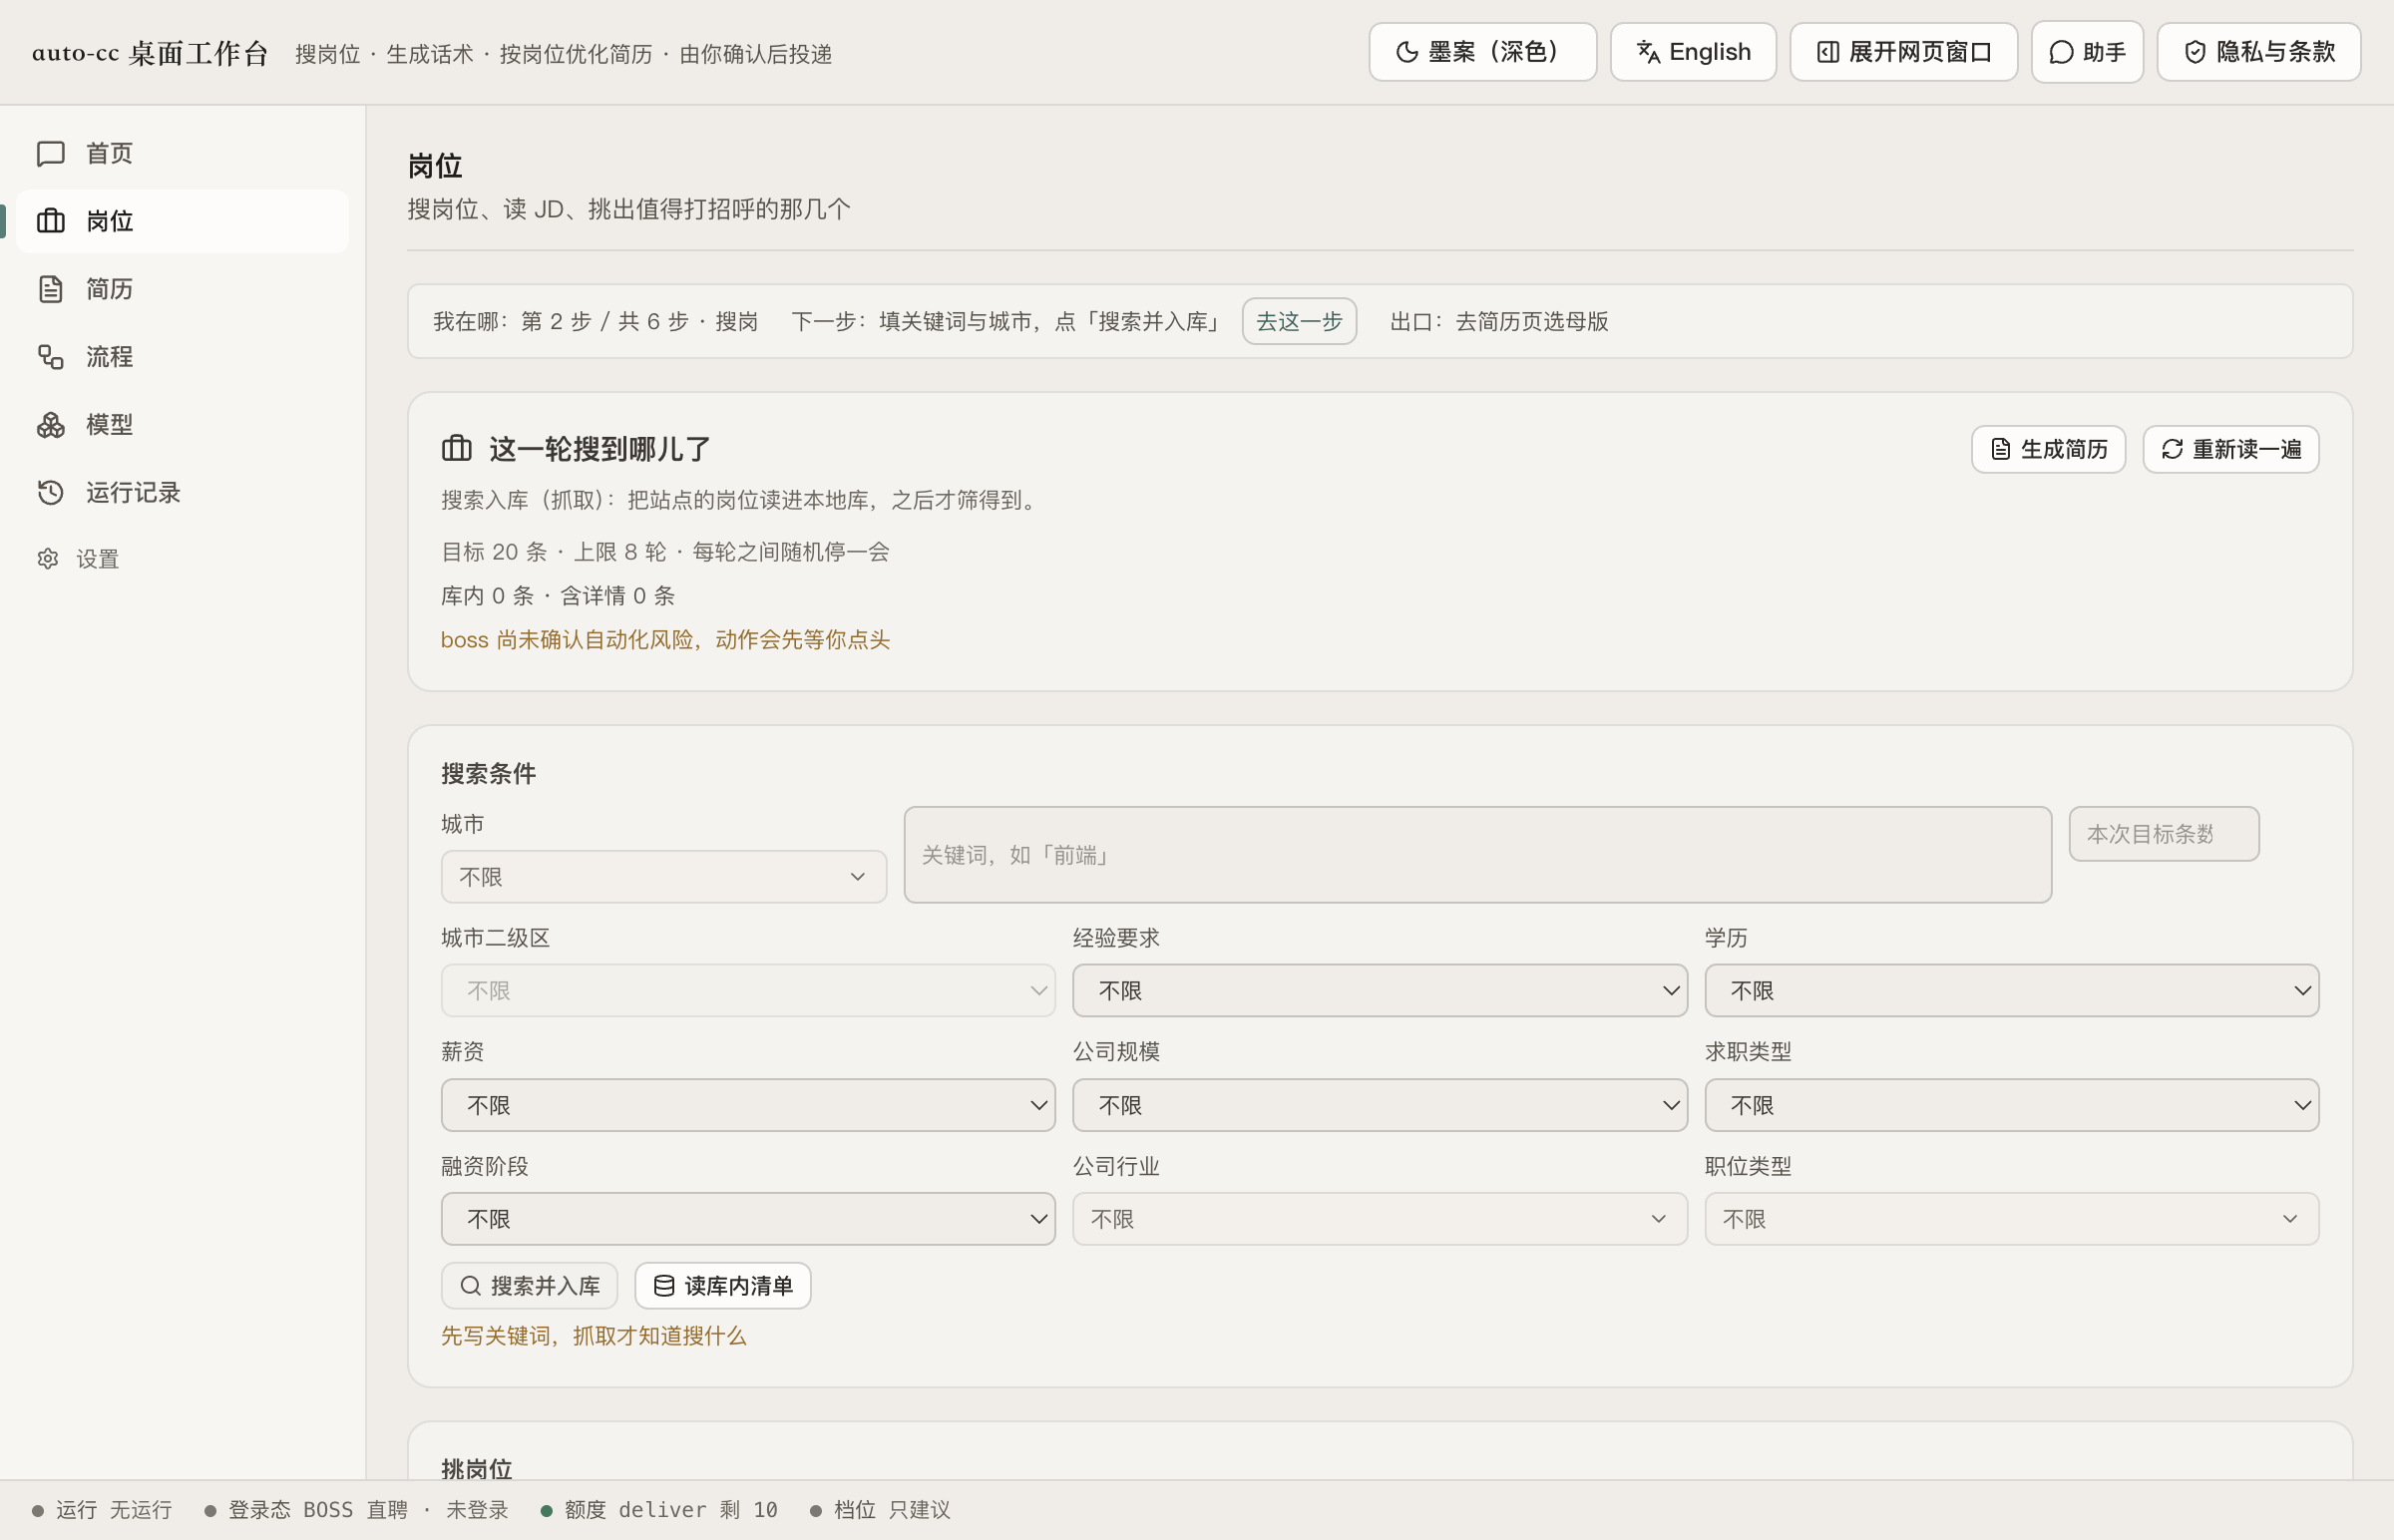 auto-cc 桌面工作台 搜岗位 · 生成话术 · 按岗位优化简历 · 由你确认后投递 墨案（深色） English 展开网页窗口 助手 隐私与条款
首页
岗位
简历
流程
模型
运行记录
设置
岗位
搜岗位、读 JD、挑出值得打招呼的那几个
我在哪：第 2 步 / 共 6 步 · 搜岗 下一步：填关键词与城市，点「搜索并入库」 去这一步 出口：去简历页选母版
这一轮搜到哪儿了 生成简历 重新读一遍
搜索入库（抓取）：把站点的岗位读进本地库，之后才筛得到。
目标 20 条 · 上限 8 轮 · 每轮之间随机停一会
库内 0 条 · 含详情 0 条
boss 尚未确认自动化风险，动作会先等你点头
搜索条件
城市
不限 关键词，如「前端」 本次目标条数
城市二级区 经验要求 学历
不限 不限 不限
薪资 公司规模 求职类型
不限 不限 不限
融资阶段 公司行业 职位类型
不限 不限 不限
搜索并入库 读库内清单
先写关键词，抓取才知道搜什么
挑岗位
运行 无运行 登录态 BOSS 直聘 · 未登录 额度 deliver 剩 10 档位 只建议